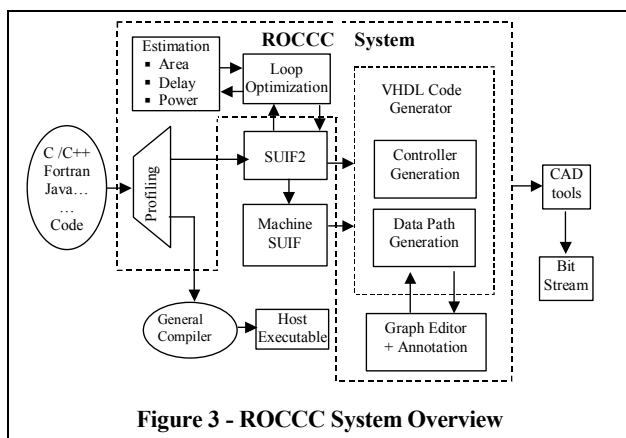 ROCCC System
Estimation
▪ Area
▪ Delay
▪ Power
Loop
Optimization
VHDL Code
Generator
C /C++
Fortran
Java…
…
Code
Profiling
SUIF2
Controller
Generation
CAD
tools
Machine
SUIF
Data Path
Generation
Bit
Stream
General
Compiler
Host
Executable
Graph Editor
+ Annotation
Figure 3 - ROCCC System Overview